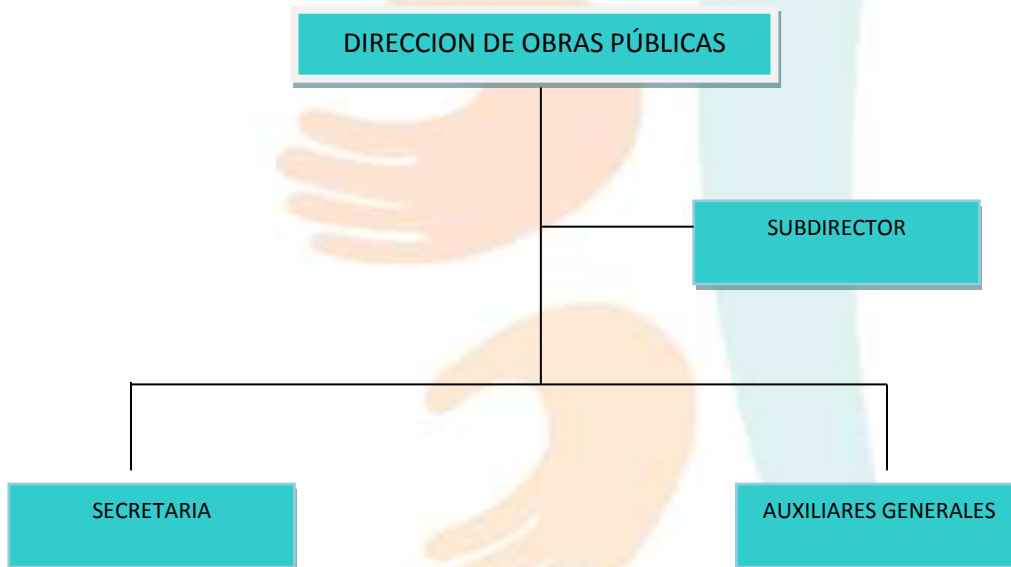 DIRECCION DE OBRAS PÚBLICAS
SUBDIRECTOR
SECRETARIA
AUXILIARES GENERALES